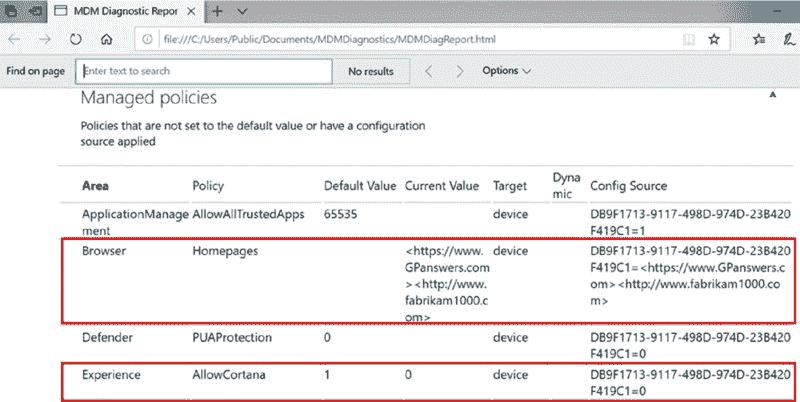 MDM Diagnostic Repor
file:///C:/Users/Public/Documents/MDMDiagnostics/MDMDiagReport.html
Find on page
Enter text to search
No results
Options
Managed policies
Policies that are not set to the default value or have a configuration
source applied
Area Policy Default Value Current Value Target Dyna
mic Config Source
ApplicationManage AllowAllTrustedApps 65535 device DB9F1713-9117-498D-974D-23B420
ment F419C1=1
Browser Homepages <https://www. device DB9F1713-9117-498D-974D-23B420
GPanswers.com F419C1=<https://www.GPanswers.c
> <http://www. om> <http://www.fabrikam1000.co
fabrikam1000.c m>
om>
Defender PUAProtection 0 device DB9F1713-9117-498D-974D-23B420
F419C1=0
Experience AllowCortana 1 0 device DB9F1713-9117-498D-974D-23B420
F419C1=0